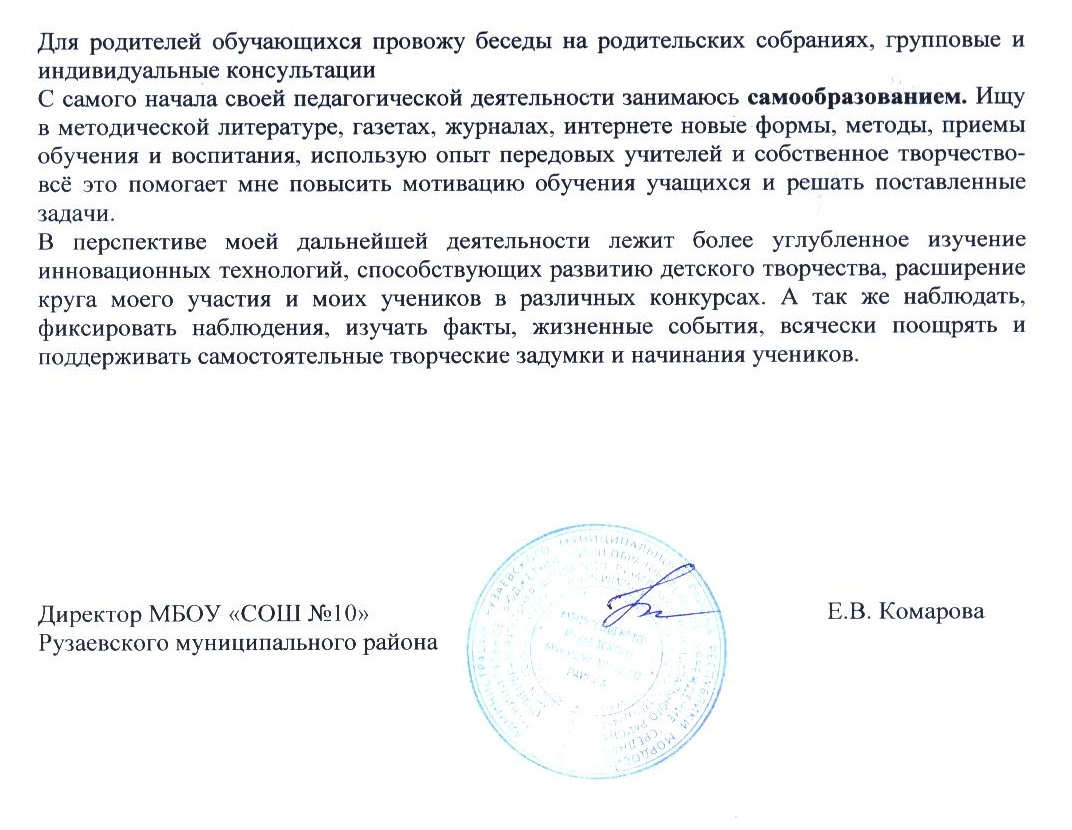 Для родителей обучающихся провожу беседы на родительских собраниях, групповые и
индивидуальные консультации
С самого начала своей педагогической деятельности занимаюсь самообразованием. Ищу
в методической литературе, газетах, журналах, интернете новые формы, методы, приемы
обучения и воспитания, использую опыт передовых учителей и собственное творчество-
всё это помогает мне повысить мотивацию обучения учащихся и решать поставленные
задачи.
В перспективе моей дальнейшей деятельности лежит более углубленное изучение
инновационных технологий, способствующих развитию детского творчества, расширение
круга моего участия и моих учеников в различных конкурсах. А так же наблюдать,
фиксировать наблюдения, изучать факты, жизненные события, всячески поощрять и
поддерживать самостоятельные творческие задумки и начинания учеников.
Директор МБОУ «СОШ №10»
Рузаевского муниципального района
Е.В. Комарова